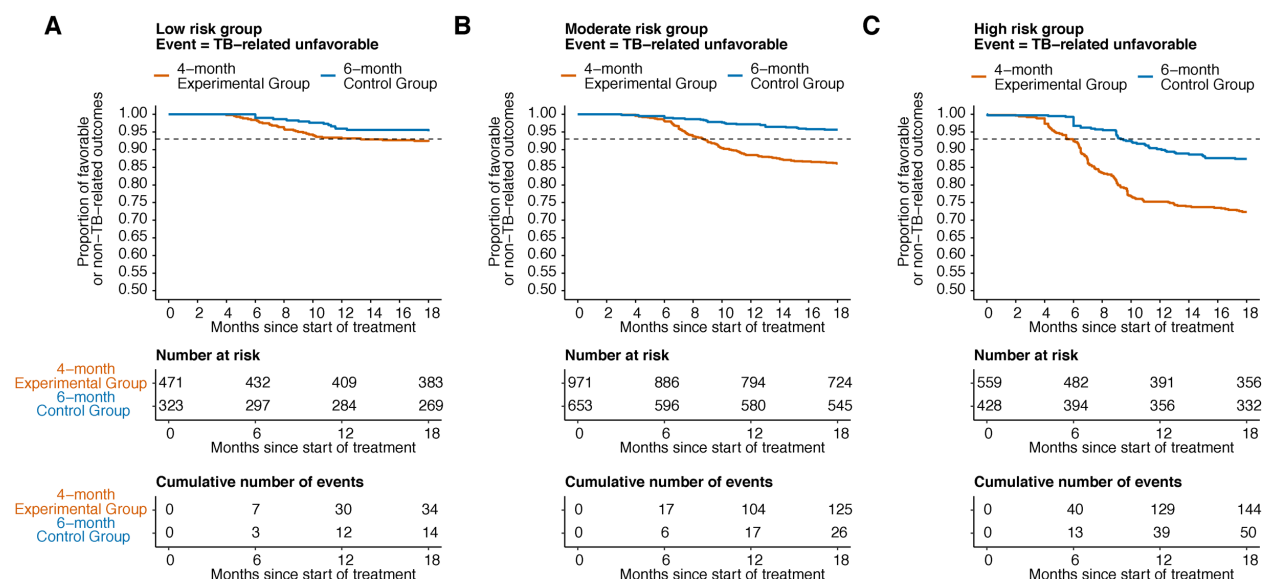 A
Low risk group
Event = TB−related unfavorable
4−month
Experimental Group
6−month
Control Group
Proportion of favorable
or non−TB−related outcomes
1.00
0.95
0.90
0.85
0.80
0.75
0.70
0.65
0.60
0.55
0.50
0 2 4 6 8 10 12 14 16 18
Months since start of treatment
Number at risk
4−month
Experimental Group
6−month
Control Group
471 432 409 383
323 297 284 269
0 6 12 18
Months since start of treatment
Cumulative number of events
4−month
Experimental Group
6−month
Control Group
0 7 30 34
0 3 12 14
0 6 12 18
Months since start of treatment
B
Moderate risk group
Event = TB−related unfavorable
4−month
Experimental Group
6−month
Control Group
Proportion of favorable
or non−TB−related outcomes
1.00
0.95
0.90
0.85
0.80
0.75
0.70
0.65
0.60
0.55
0.50
0 2 4 6 8 10 12 14 16 18
Months since start of treatment
Number at risk
971 886 794 724
653 596 580 545
0 6 12 18
Months since start of treatment
Cumulative number of events
0 17 104 125
0 6 17 26
0 6 12 18
Months since start of treatment
C
High risk group
Event = TB−related unfavorable
4−month
Experimental Group
6−month
Control Group
Proportion of favorable
or non−TB−related outcomes
1.00
0.95
0.90
0.85
0.80
0.75
0.70
0.65
0.60
0.55
0.50
0 2 4 6 8 10 12 14 16 18
Months since start of treatment
Number at risk
559 482 391 356
428 394 356 332
0 6 12 18
Months since start of treatment
Cumulative number of events
0 40 129 144
0 13 39 50
0 6 12 18
Months since start of treatment